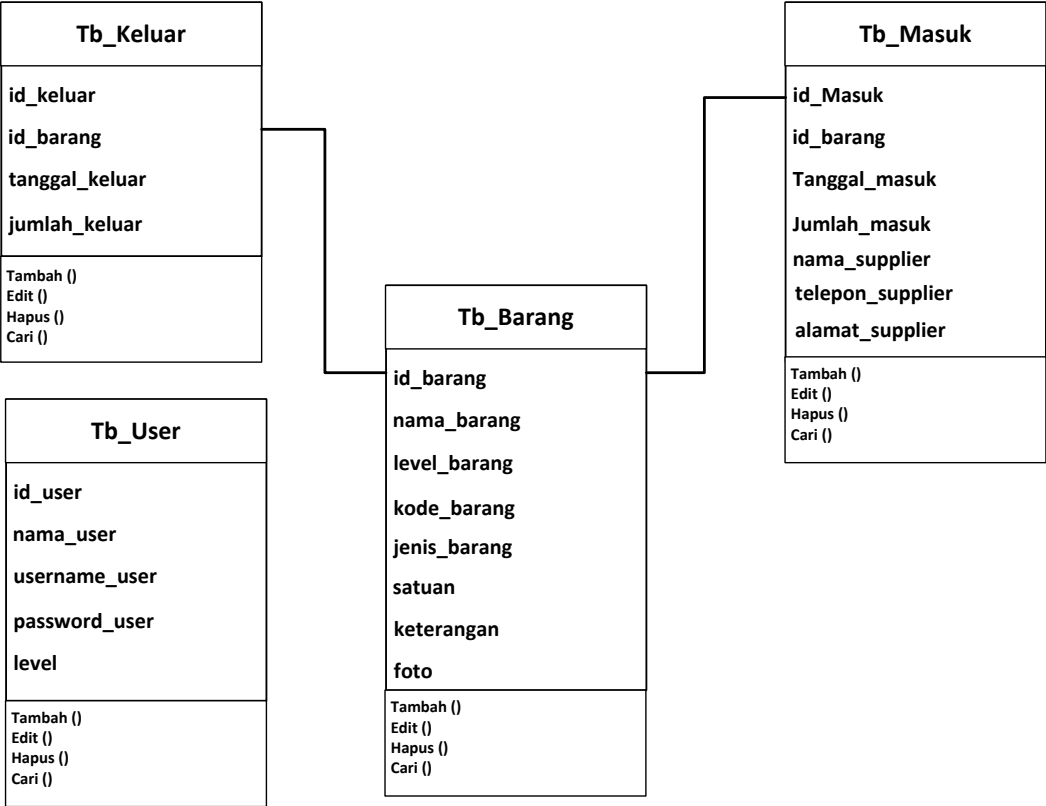 Tb_Keluar
id_keluar
id_barang
tanggal_keluar
jumlah_keluar
Tambah ()
Edit ()
Hapus ()
Cari ()
Tb_Masuk
id_Masuk
id_barang
Tanggal_masuk
Jumlah_masuk
nama_supplier
telepon_supplier
alamat_supplier
Tambah ()
Edit ()
Hapus ()
Cari ()
Tb_Barang
id_barang
nama_barang
level_barang
kode_barang
jenis_barang
satuan
keterangan
foto
Tambah ()
Edit ()
Hapus ()
Cari ()
Tb_User
id_user
nama_user
username_user
password_user
level
Tambah ()
Edit ()
Hapus ()
Cari ()